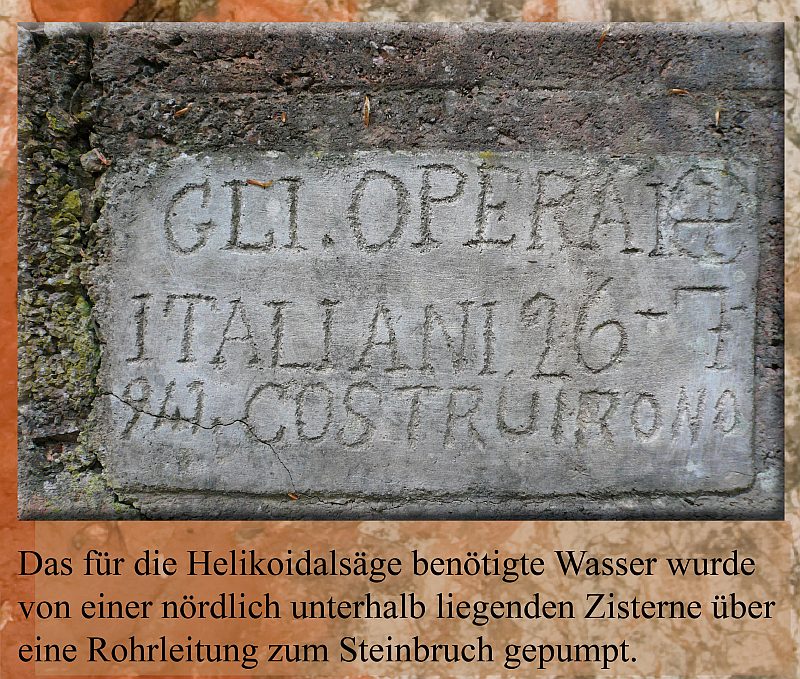 GLI. OPERAI
ITALIANI. 26-7
941. COSTRUIRONO
Das für die Helikoidalsäge benötigte Wasser wurde
von einer nördlich unterhalb liegenden Zisterne über
eine Rohrleitung zum Steinbruch gepumpt.